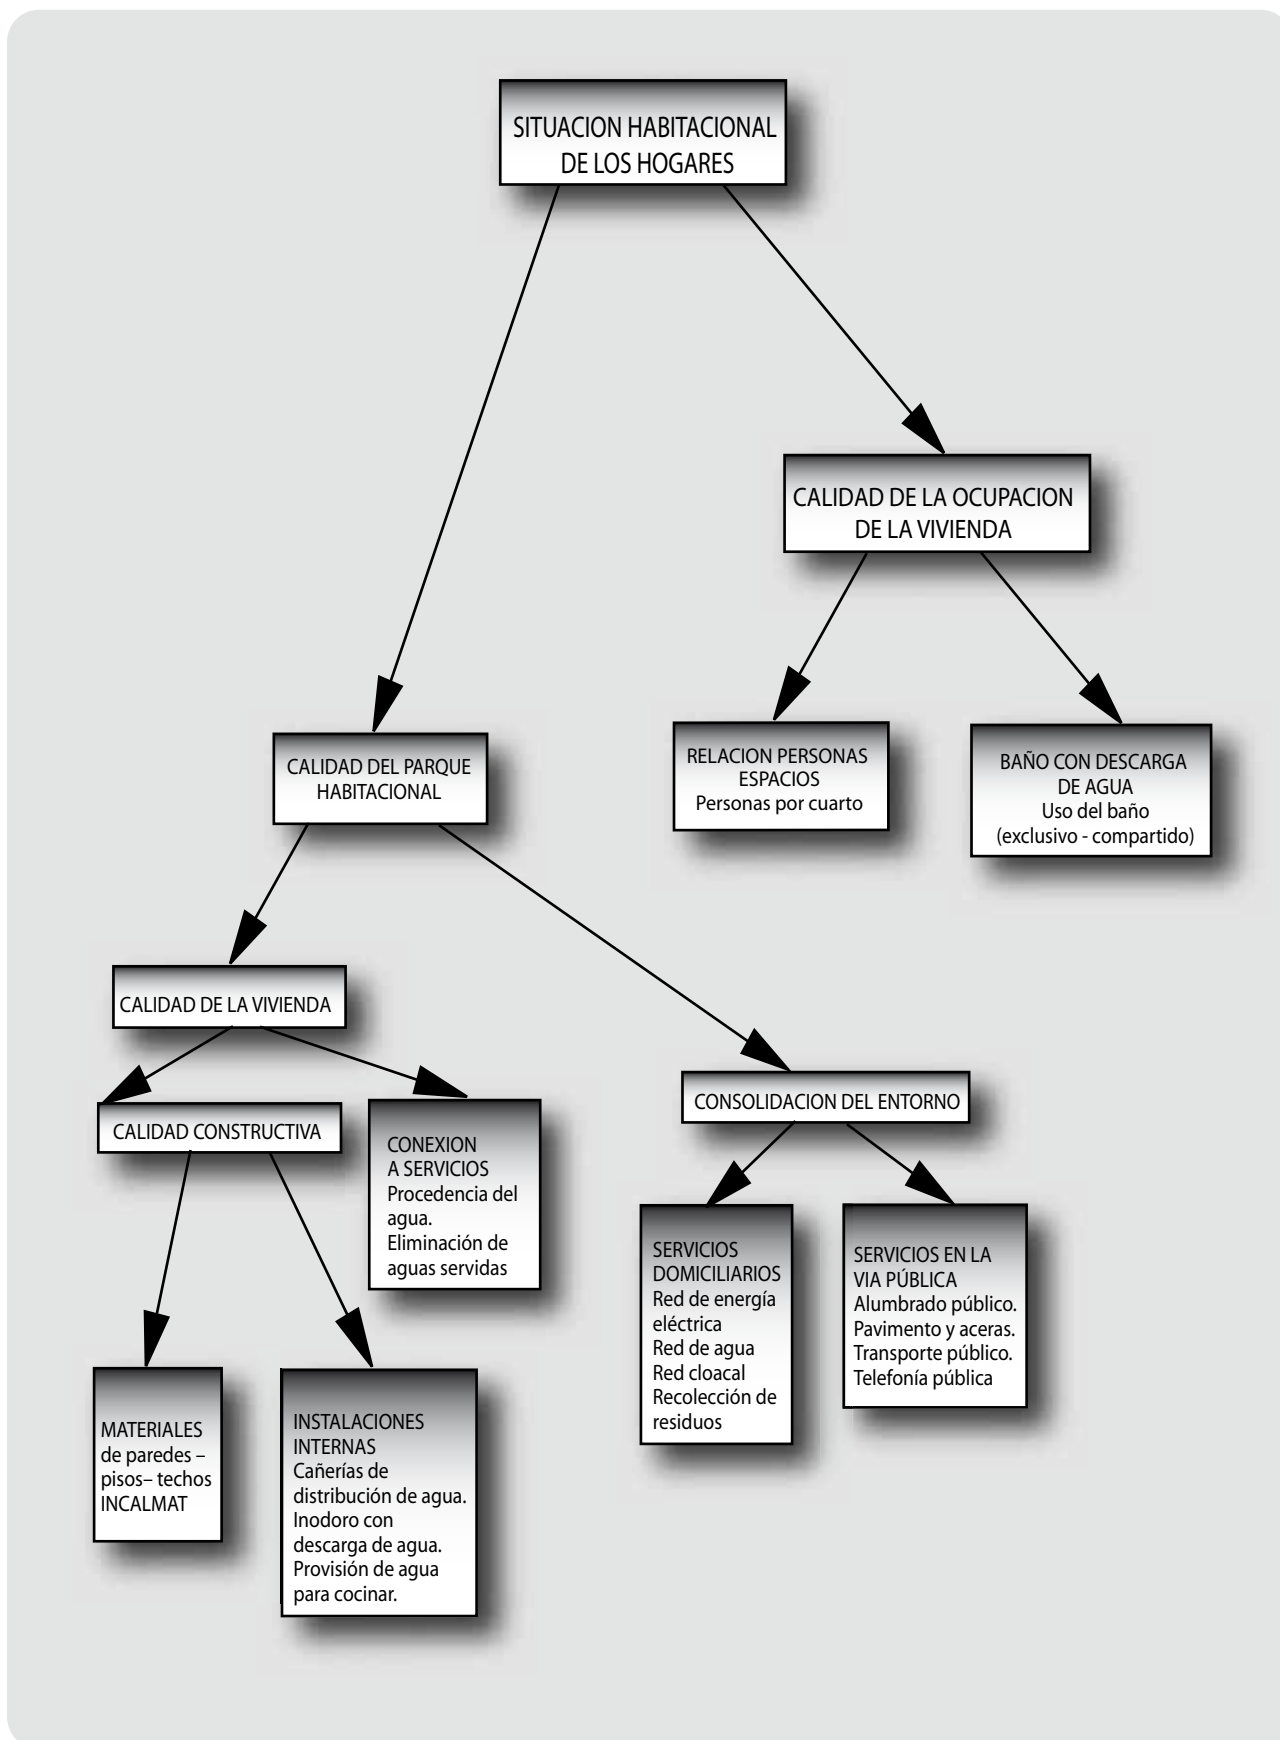 SITUACION HABITACIONAL
DE LOS HOGARES
CALIDAD DE LA OCUPACION
DE LA VIVIENDA
RELACION PERSONAS
ESPACIOS
Personas por cuarto
BAÑO CON DESCARGA
DE AGUA
Uso del baño
(exclusivo - compartido)
CALIDAD DEL PARQUE
HABITACIONAL
CALIDAD DE LA VIVIENDA
CALIDAD CONSTRUCTIVA
CONEXION
A SERVICIOS
Procedencia del
agua.
Eliminación de
aguas servidas
CONSOLIDACION DEL ENTORNO
SERVICIOS
DOMICILIARIOS
Red de energía
eléctrica
Red de agua
Red cloacal
Recolección de
residuos
SERVICIOS EN LA
VIA PÚBLICA
Alumbrado público.
Pavimento y aceras.
Transporte público.
Telefonía pública
MATERIALES
de paredes –
pisos– techos
INCALMAT
INSTALACIONES
INTERNAS
Cañerías de
distribución de agua.
Inodoro con
descarga de agua.
Provisión de agua
para cocinar.